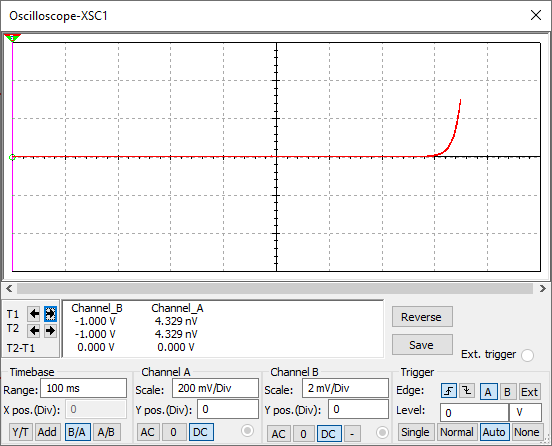 Oscilloscope-XSC1
T1
T2
T2-T1
Channel_B Channel_A
-1.000 V 4.329 nV
-1.000 V 4.329 nV
0.000 V 0.000 V
Reverse
Save
Ext. trigger
Timebase
Range: 100 ms
X pos.(Div): 0
Y/T Add B/A A/B
Channel A
Scale: 200 mV/Div
Y pos.(Div): 0
AC 0 DC
Channel B
Scale: 2 mV/Div
Y pos.(Div): 0
AC 0 DC -
Trigger
Edge: A B Ext
Level: 0 V
Single Normal Auto None